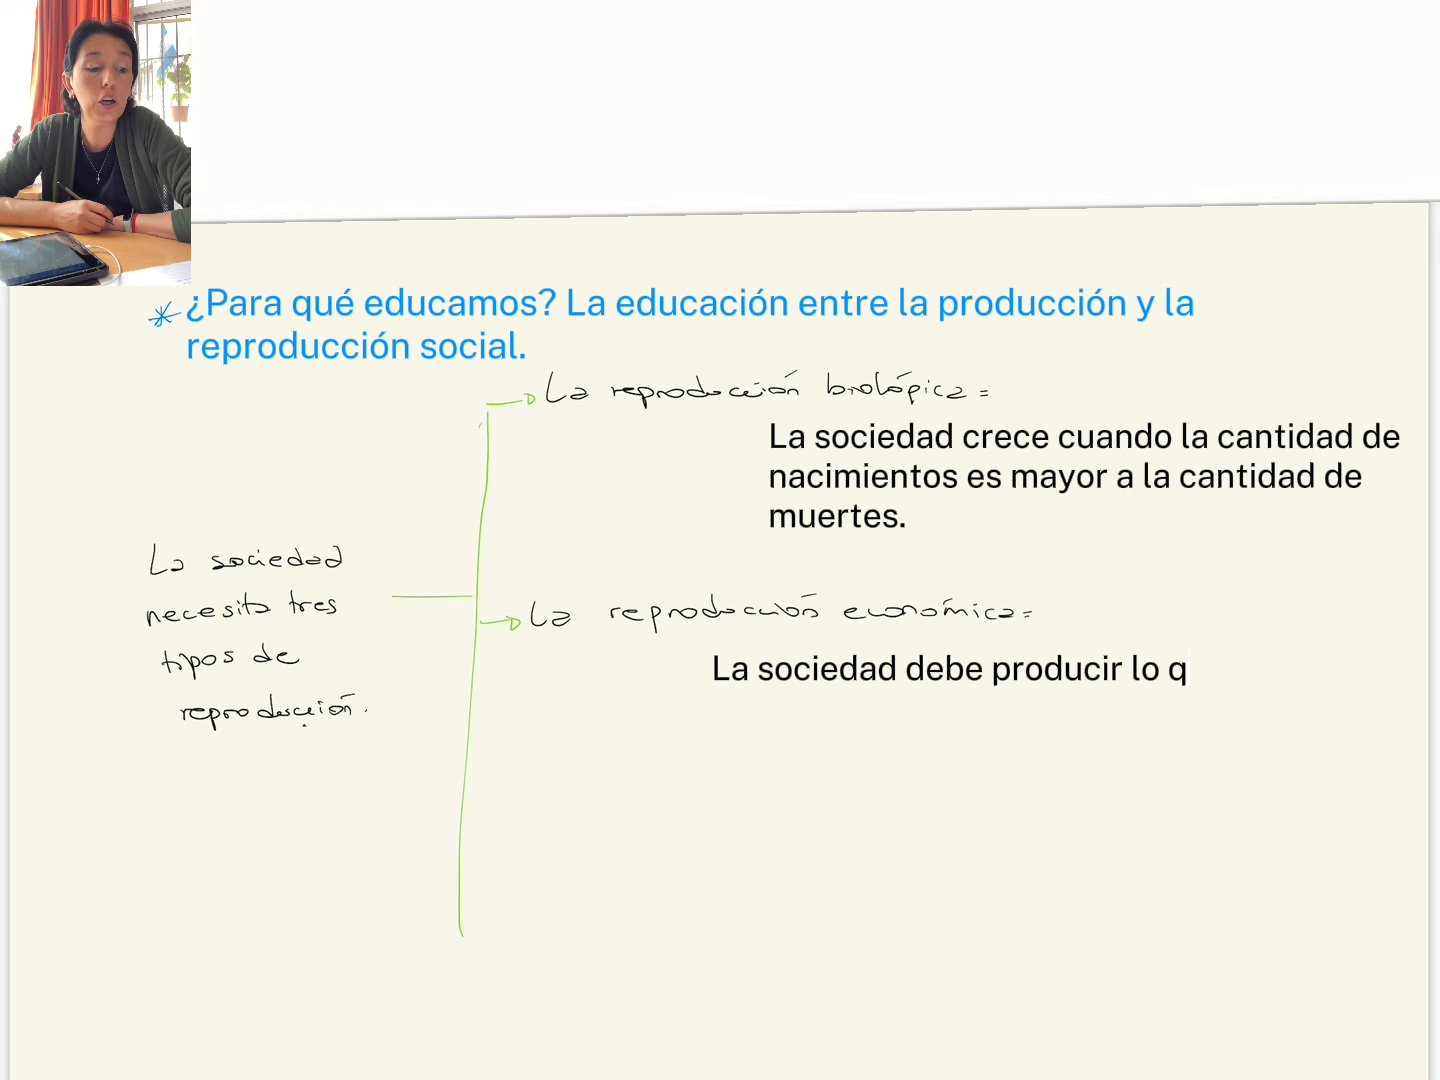 ¿Para qué educamos? La educación entre la producción y la
reproducción social.
La reproducción biológica =
La sociedad crece cuando la cantidad de
nacimientos es mayor a la cantidad de
muertes.
La sociedad
necesita tres
tipos de
reproducción.
La reproducción económica =
La sociedad debe producir lo q